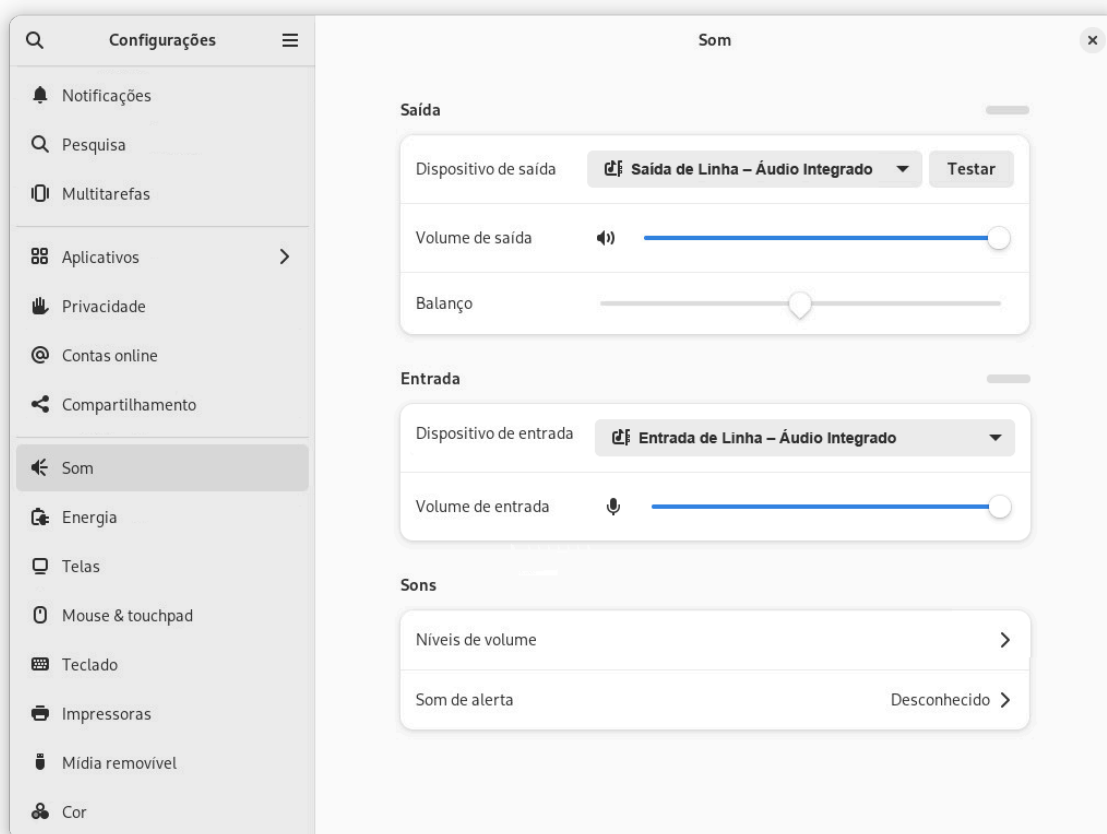 Configurações
Som
Notificações
Pesquisa
Multitarefas
Aplicativos
Privacidade
Contas online
Compartilhamento
Som
Energia
Telas
Mouse & touchpad
Teclado
Impressoras
Mídia removível
Cor
Saída
Dispositivo de saída
Saída de Linha – Áudio Integrado
Testar
Volume de saída
Balanço
Entrada
Dispositivo de entrada
Entrada de Linha – Áudio Integrado
Volume de entrada
Sons
Níveis de volume
Som de alerta
Desconhecido